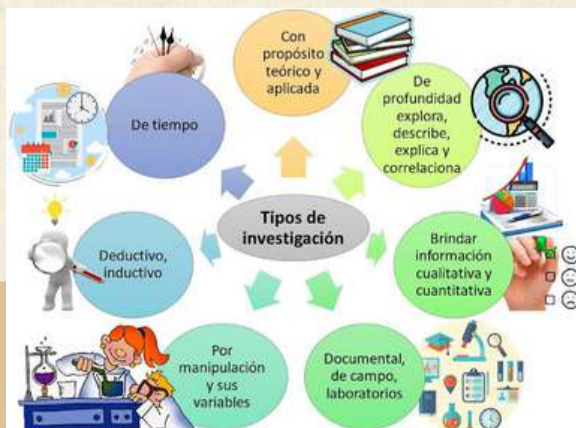 Con
propósito
teórico y
aplicada
De
profundidad
explora,
describe,
explica y
correlaciona
Brindar
información
cualitativa y
cuantitativa
Documental,
de campo,
laboratorios
Por
manipulación
y sus
variables
Deductivo,
inductivo
De tiempo
Tipos de
investigación